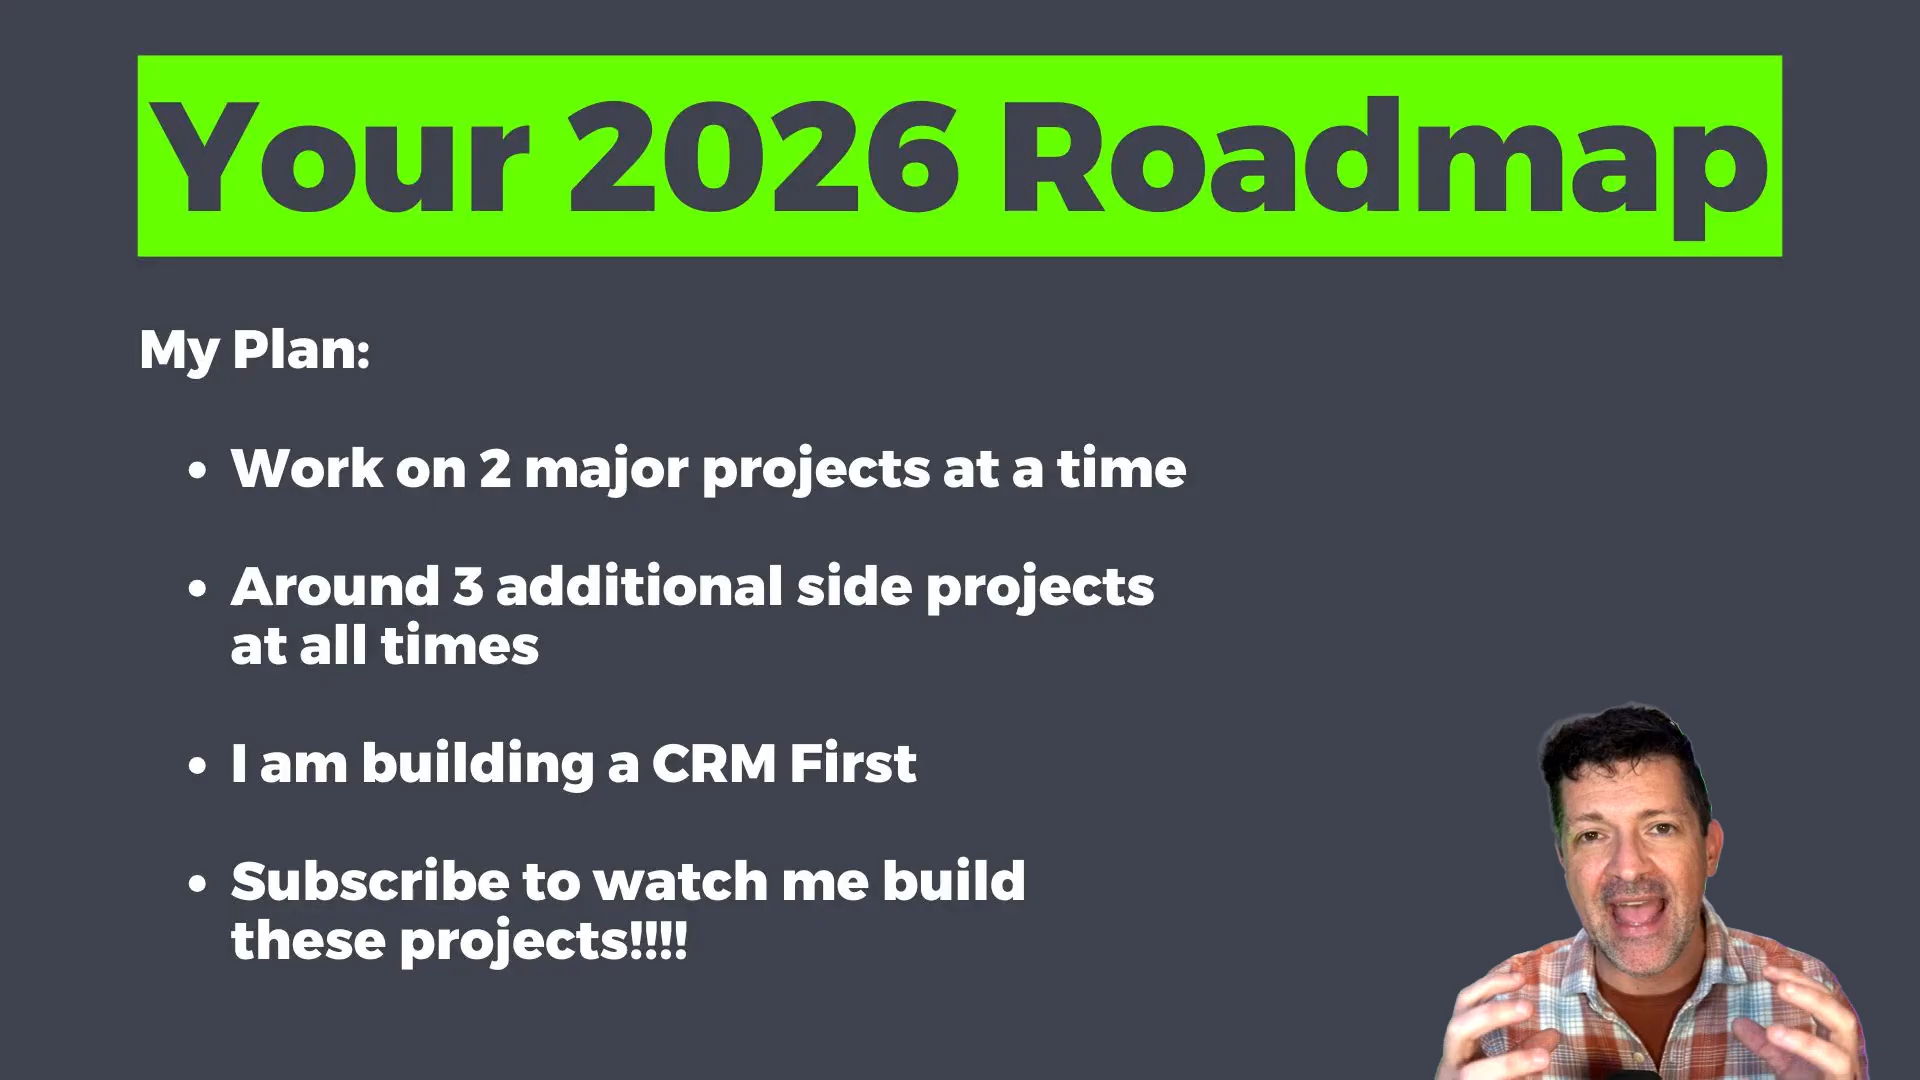 Your 2026 Roadmap
My Plan:
• Work on 2 major projects at a time
• Around 3 additional side projects
at all times
• I am building a CRM First
• Subscribe to watch me build
these projects!!!!